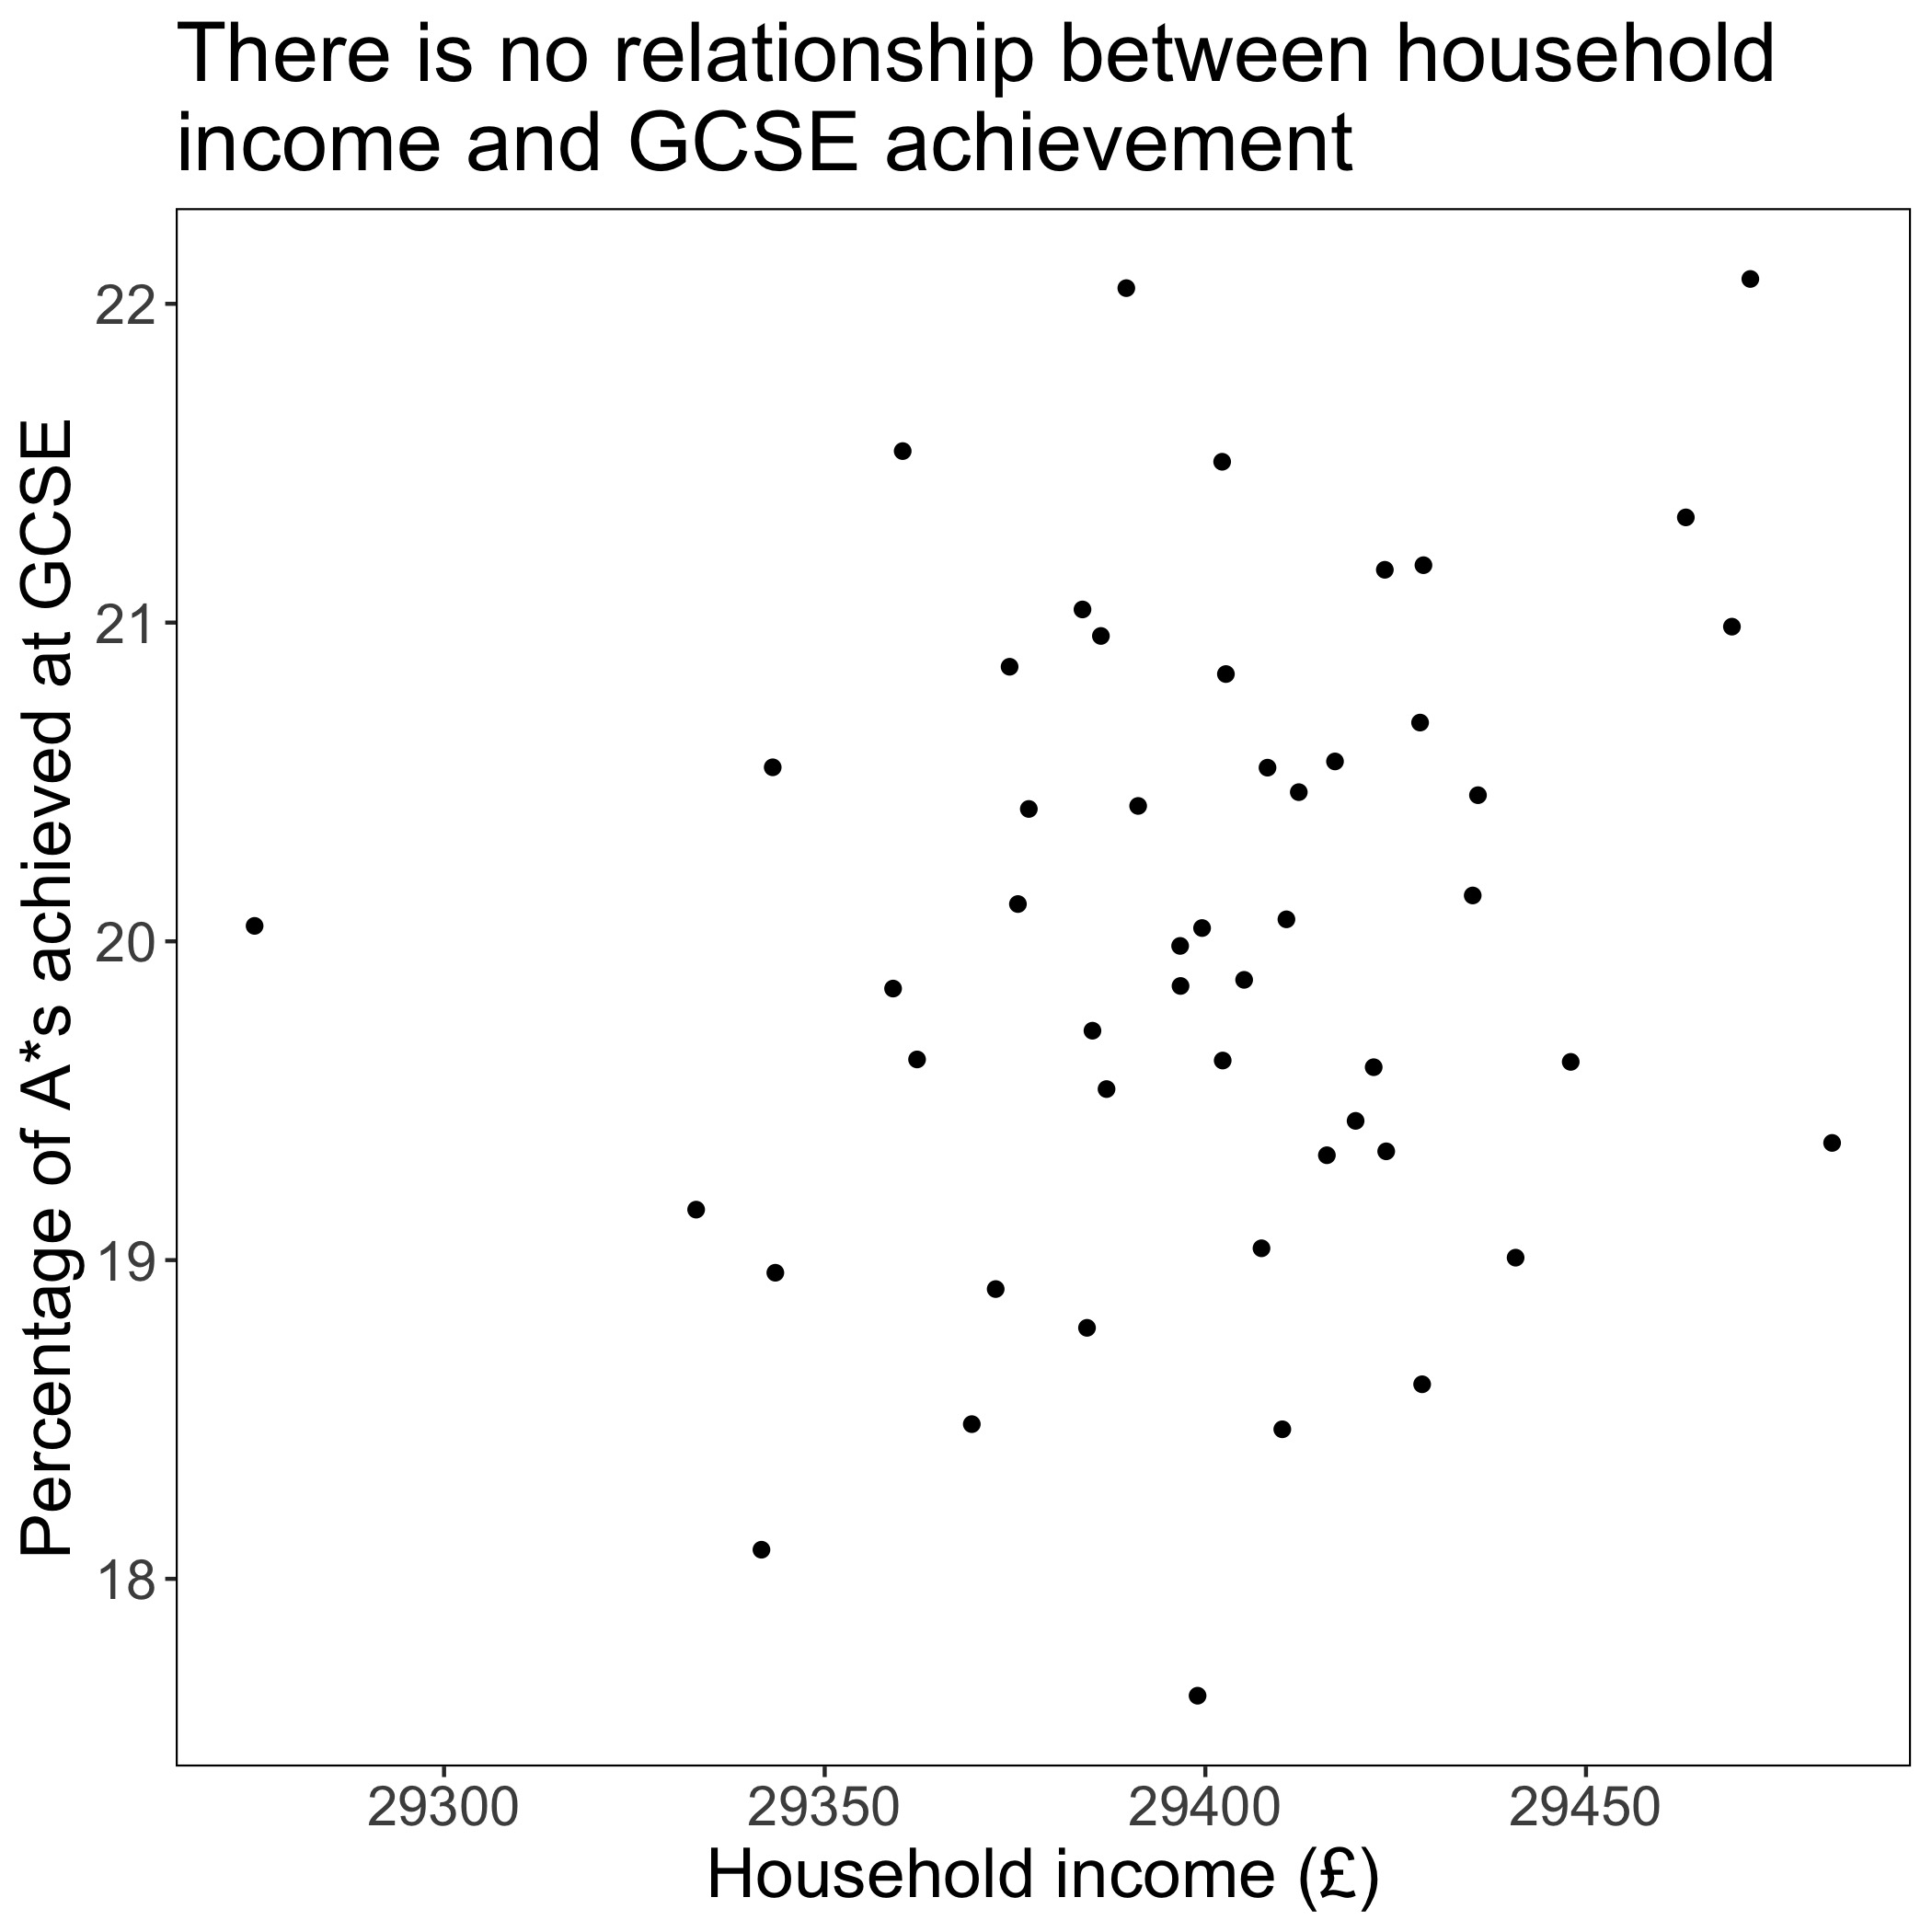 There is no relationship between household
income and GCSE achievement
Percentage of A*s achieved at GCSE
22
21
20
19
18
29300
29350
29400
29450
Household income (£)